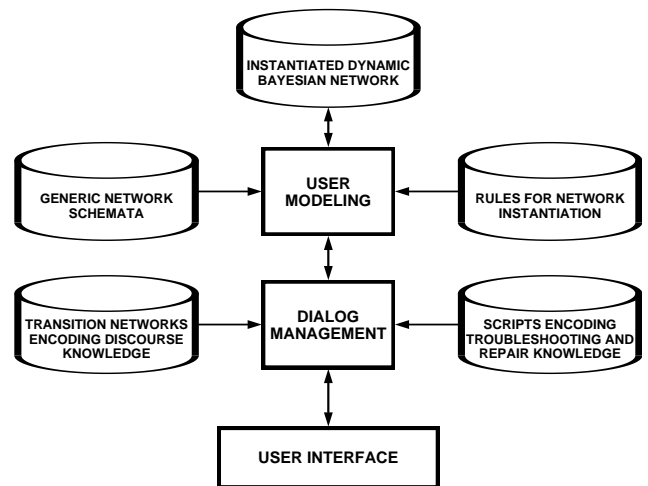 INSTANTIATED DYNAMIC
BAYESIAN NETWORK
GENERIC NETWORK
SCHEMATA
USER
MODELING
RULES FOR NETWORK
INSTANTIATION
TRANSITION NETWORKS
ENCODING DISCOURSE
KNOWLEDGE
DIALOG
MANAGEMENT
SCRIPTS ENCODING
TROUBLESHOOTING AND
REPAIR KNOWLEDGE
USER INTERFACE